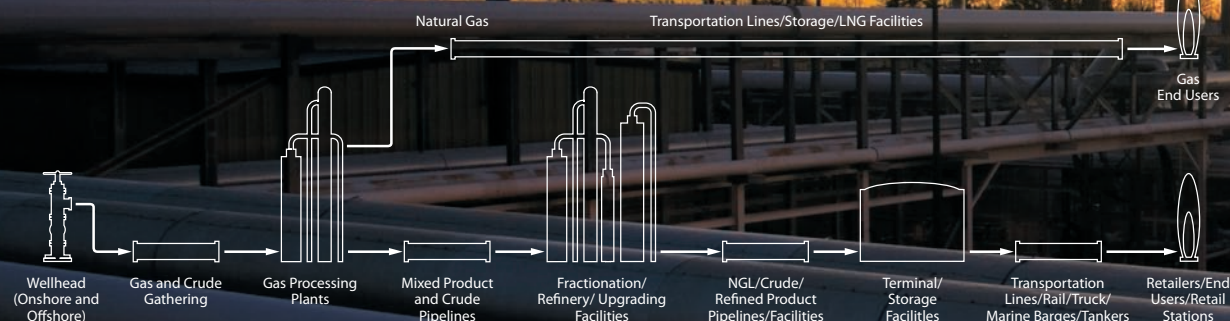 Natural Gas
Transportation Lines/Storage/LNG Facilities
Gas
End Users
Wellhead
(Onshore and
Offshore)
Gas and Crude
Gathering
Gas Processing
Plants
Mixed Product
and Crude
Pipelines
Fractionation/
Refinery/ Upgrading
Facilities
NGL/Crude/
Refined Product
Pipelines/Facilities
Terminal/
Storage
Facilitles
Transportation
Lines/Rail/Truck/
Marine Barges/Tankers
Retailers/End
Users/Retail
Stations